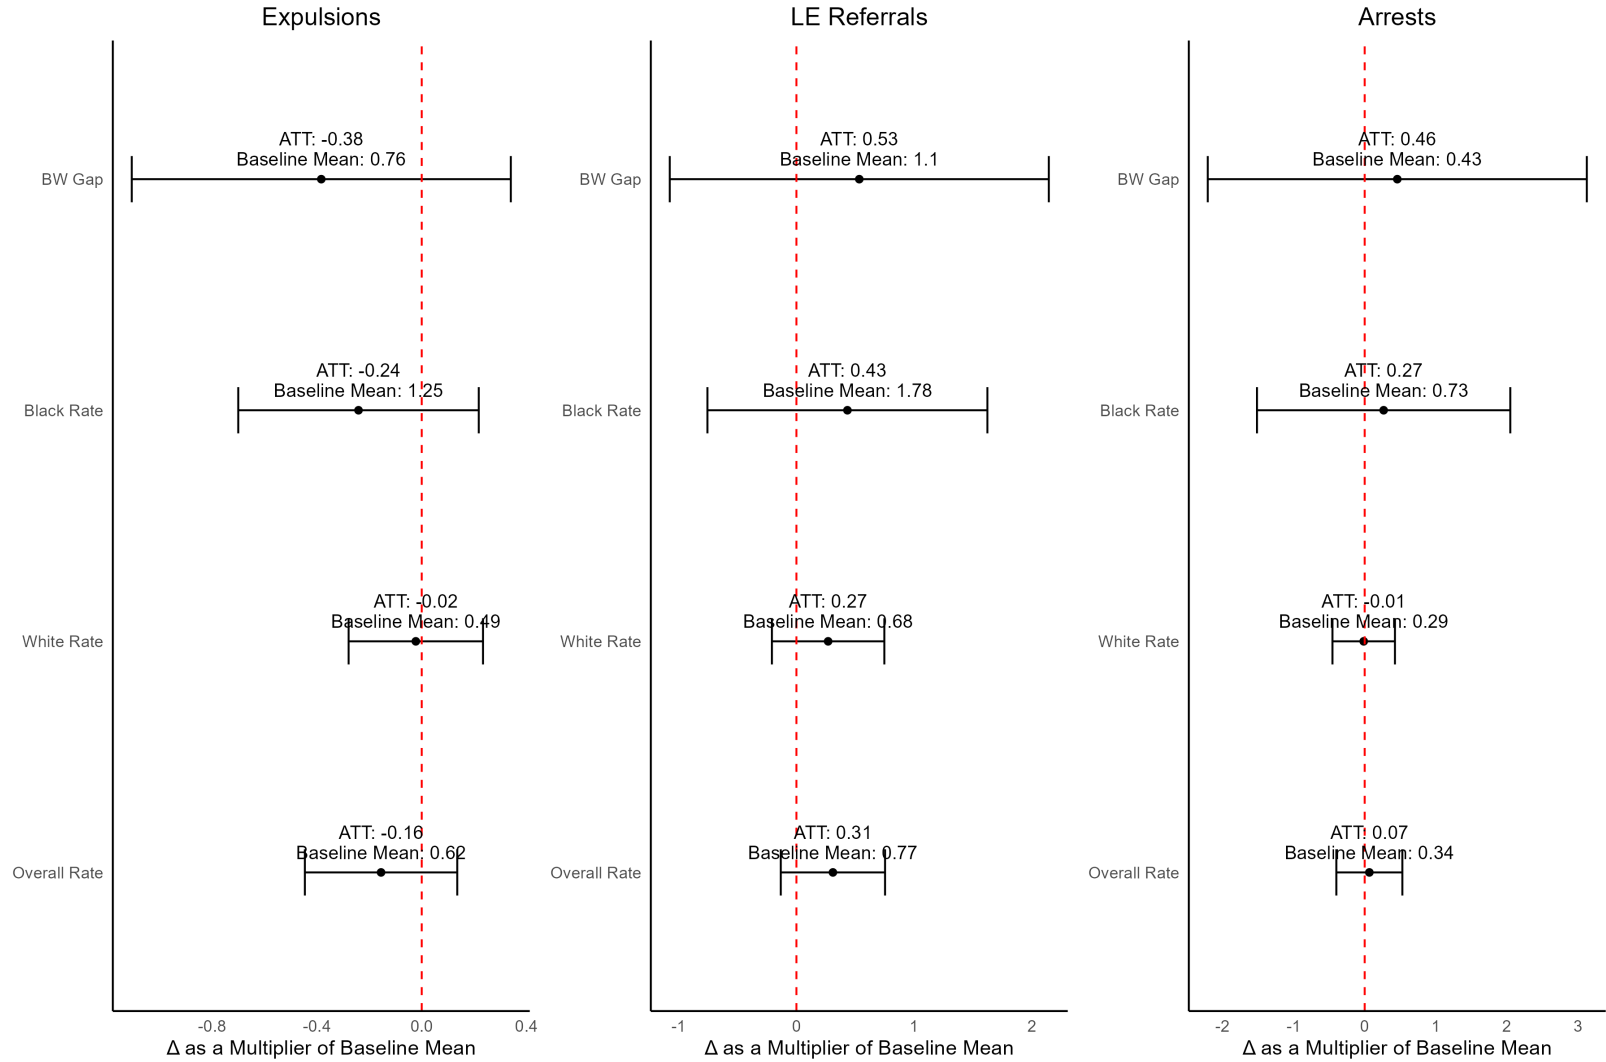 Expulsions
ATT: -0.38
Baseline Mean: 0.76
BW Gap
ATT: -0.24
Baseline Mean: 1.25
Black Rate
ATT: -0.02
Baseline Mean: 0.49
White Rate
ATT: -0.16
Baseline Mean: 0.62
Overall Rate
-0.8 -0.4 0.0 0.4
Δ as a Multiplier of Baseline Mean
LE Referrals
ATT: 0.53
Baseline Mean: 1.1
BW Gap
ATT: 0.43
Baseline Mean: 1.78
Black Rate
ATT: 0.27
Baseline Mean: 0.68
White Rate
ATT: 0.31
Baseline Mean: 0.77
Overall Rate
-1 0 1 2
Δ as a Multiplier of Baseline Mean
Arrests
ATT: 0.46
Baseline Mean: 0.43
BW Gap
ATT: 0.27
Baseline Mean: 0.73
Black Rate
ATT: -0.01
Baseline Mean: 0.29
White Rate
ATT: 0.07
Baseline Mean: 0.34
Overall Rate
-2 -1 0 1 2 3
Δ as a Multiplier of Baseline Mean